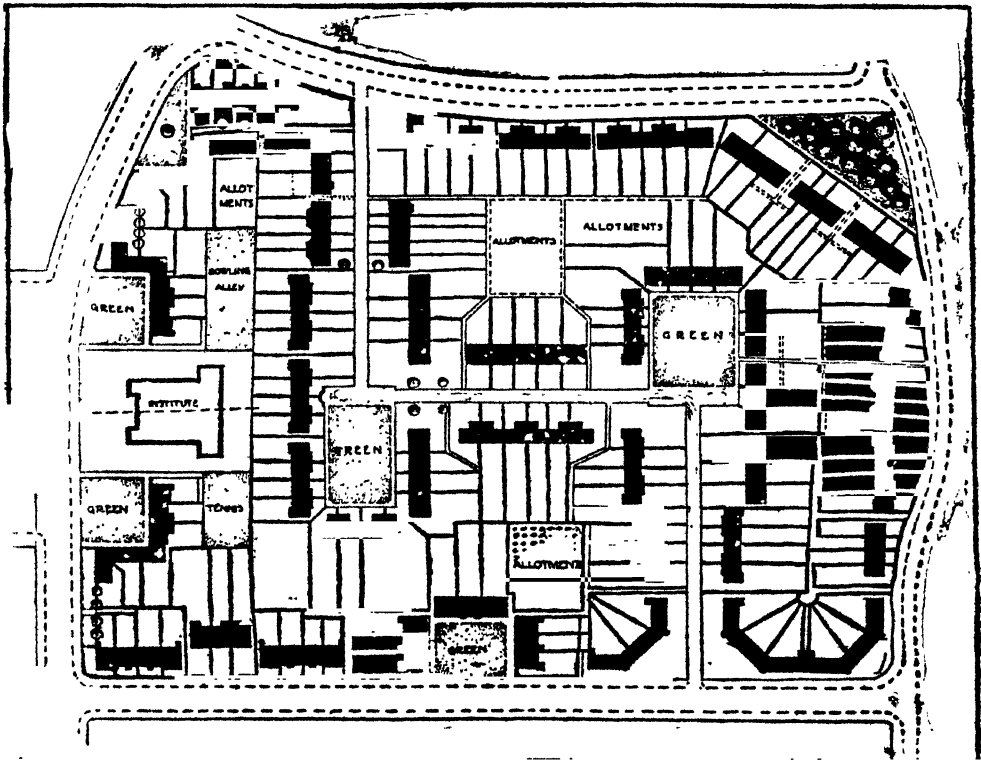 ALLOT
MENTS
ALLOTMENTS
ALLOTMENTS
BOWLING
ALLEY
GREEN
GREEN
INSTITUTE
GREEN
GREEN
TENNIS
ALLOTMENTS
GREEN